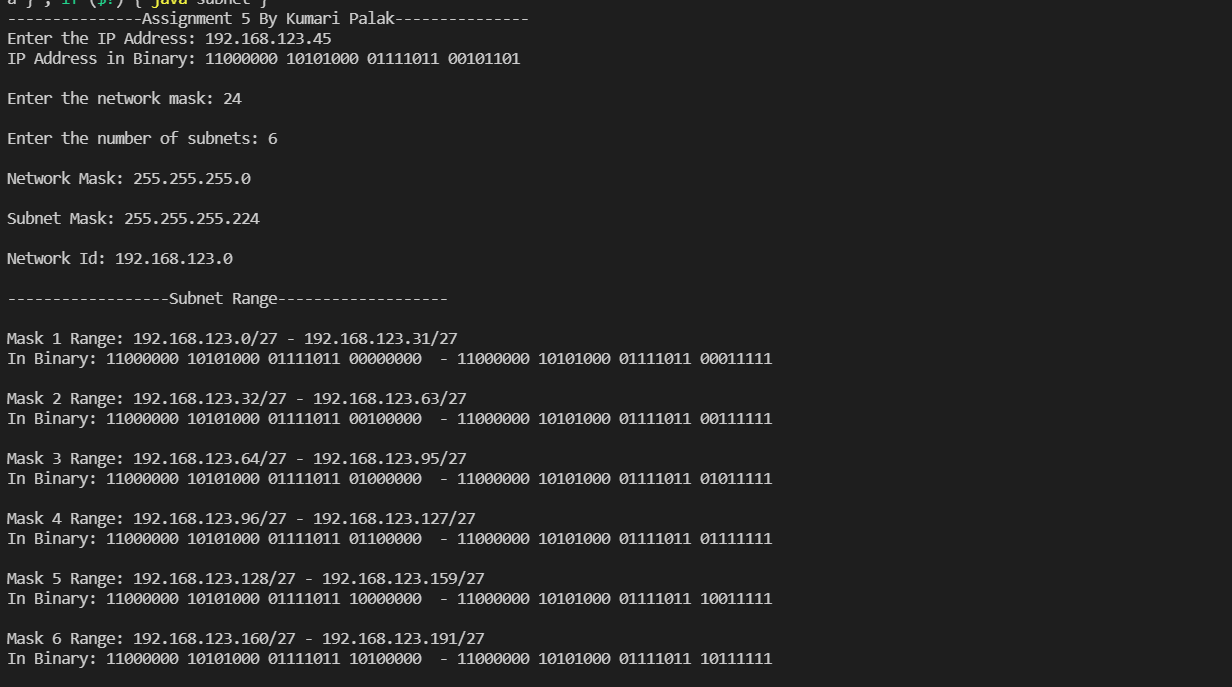 a } ; if ($?) { java subnet }
---------------Assignment 5 By Kumari Palak---------------
Enter the IP Address: 192.168.123.45
IP Address in Binary: 11000000 10101000 01111011 00101101
Enter the network mask: 24
Enter the number of subnets: 6
Network Mask: 255.255.255.0
Subnet Mask: 255.255.255.224
Network Id: 192.168.123.0
------------------Subnet Range-------------------
Mask 1 Range: 192.168.123.0/27 - 192.168.123.31/27
In Binary: 11000000 10101000 01111011 00000000  - 11000000 10101000 01111011 00011111
Mask 2 Range: 192.168.123.32/27 - 192.168.123.63/27
In Binary: 11000000 10101000 01111011 00100000  - 11000000 10101000 01111011 00111111
Mask 3 Range: 192.168.123.64/27 - 192.168.123.95/27
In Binary: 11000000 10101000 01111011 01000000  - 11000000 10101000 01111011 01011111
Mask 4 Range: 192.168.123.96/27 - 192.168.123.127/27
In Binary: 11000000 10101000 01111011 01100000  - 11000000 10101000 01111011 01111111
Mask 5 Range: 192.168.123.128/27 - 192.168.123.159/27
In Binary: 11000000 10101000 01111011 10000000  - 11000000 10101000 01111011 10011111
Mask 6 Range: 192.168.123.160/27 - 192.168.123.191/27
In Binary: 11000000 10101000 01111011 10100000  - 11000000 10101000 01111011 10111111